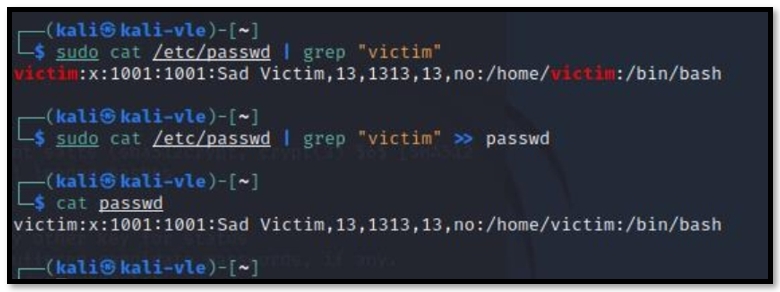 ┌──(kali㉿kali-vle)-[~]
└─$ sudo cat /etc/passwd | grep "victim"
victim:x:1001:1001:Sad Victim,13,1313,13,no:/home/victim:/bin/bash
┌──(kali㉿kali-vle)-[~]
└─$ sudo cat /etc/passwd | grep "victim" >> passwd
┌──(kali㉿kali-vle)-[~]
└─$ cat passwd
victim:x:1001:1001:Sad Victim,13,1313,13,no:/home/victim:/bin/bash
┌──(kali㉿kali-vle)-[~]